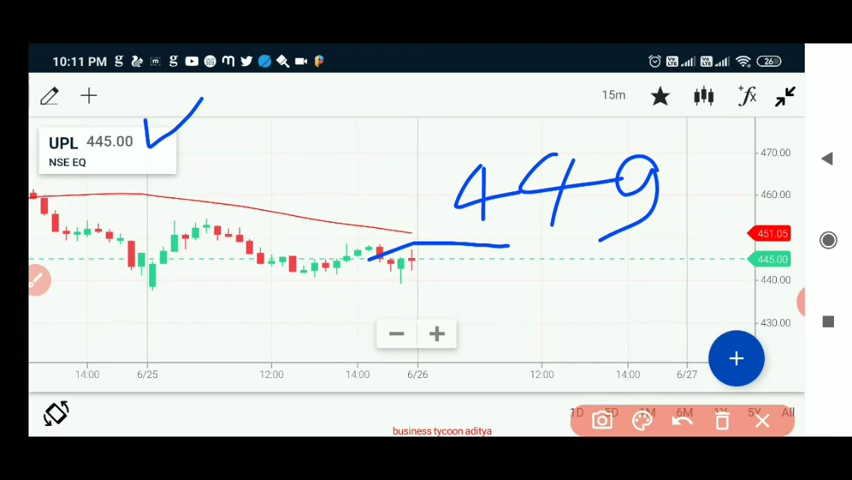 10:11 PM
26
15m
UPL 445.00
NSE EQ
449
470.00
460.00
451.05
445.00
440.00
430.00
14:00 6/25 12:00 14:00 6/26 12:00 14:00 6/27
1D 5D 1M 6M 1Y 5Y All
business tycoon aditya